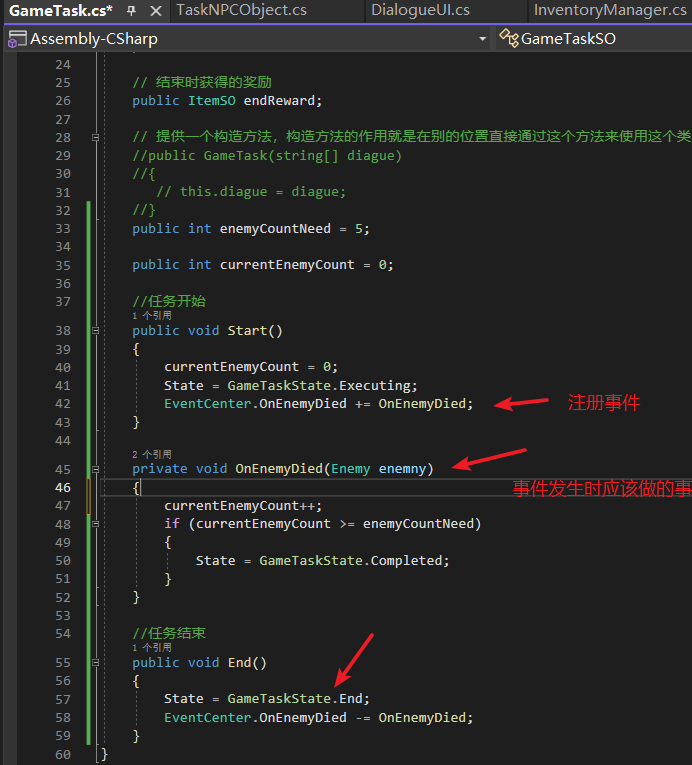 GameTask.cs* TaskNPCObject.cs DialogueUI.cs InventoryManager.cs
Assembly-CSharp GameTaskSO
24
25 // 结束时获得的奖励
26 public ItemSO endReward;
27
28 // 提供一个构造方法，构造方法的作用就是在别的位置直接通过这个方法来使用这个类
29 //public GameTask(string[] diague)
30 //{
31 // this.diague = diague;
32 //}
33 public int enemyCountNeed = 5;
34
35 public int currentEnemyCount = 0;
36
37 //任务开始
1 个引用
38 public void Start()
39 {
40 currentEnemyCount = 0;
41 State = GameTaskState.Executing;
42 EventCenter.OnEnemyDied += OnEnemyDied; 注册事件
43 }
44
2 个引用
45 private void OnEnemyDied(Enemy enemny)
46 { 事件发生时应该做的事
47 currentEnemyCount++;
48 if (currentEnemyCount >= enemyCountNeed)
49 {
50 State = GameTaskState.Completed;
51 }
52 }
53
54 //任务结束
1 个引用
55 public void End()
56 {
57 State = GameTaskState.End;
58 EventCenter.OnEnemyDied -= OnEnemyDied;
59 }
60 }